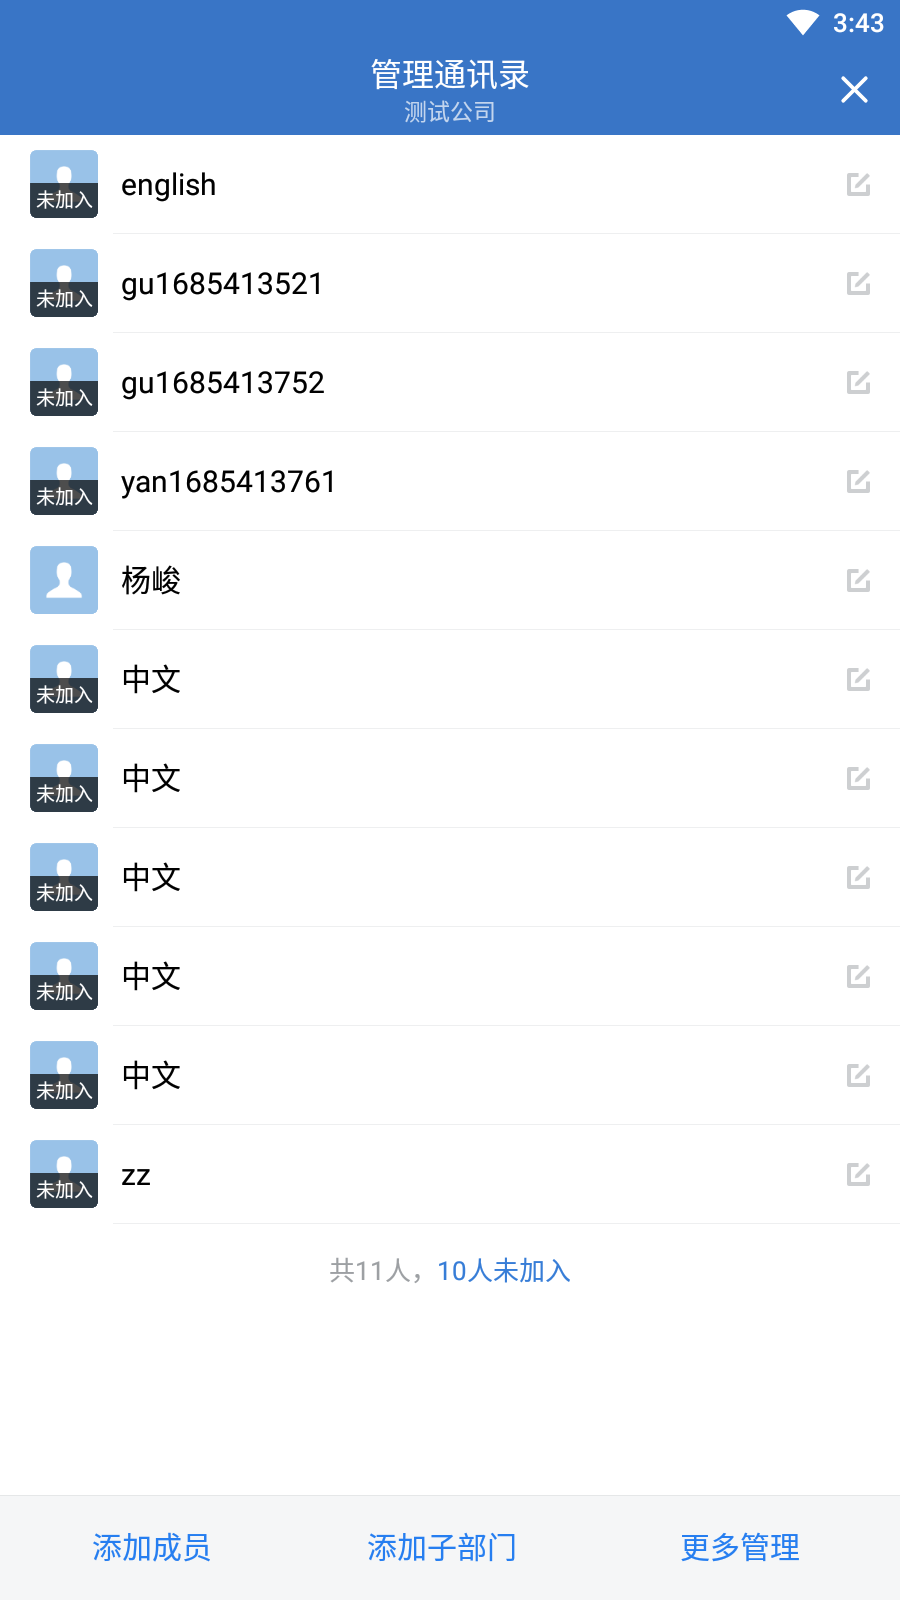 3:43
管理通讯录
测试公司
未加入 english
未加入 gu1685413521
未加入 gu1685413752
未加入 yan1685413761
杨峻
未加入 中文
未加入 中文
未加入 中文
未加入 中文
未加入 中文
未加入 zz
共11人，10人未加入
添加成员 添加子部门 更多管理